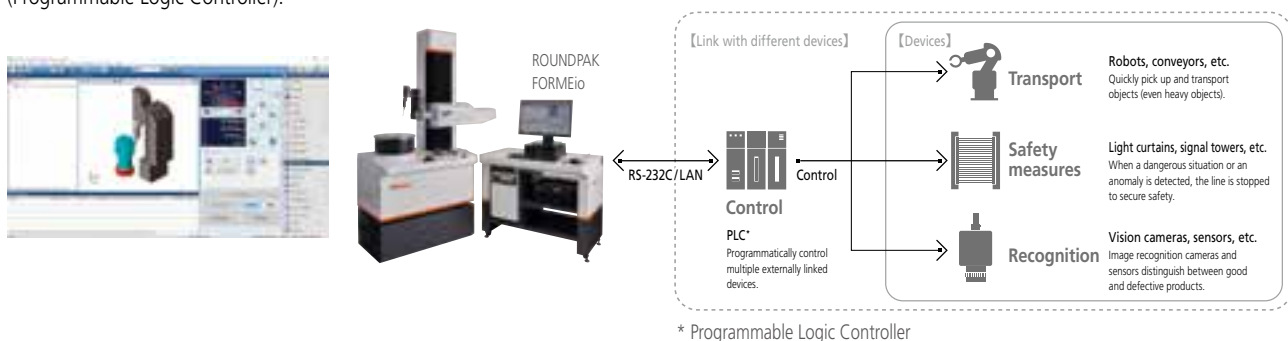 (Programmable Logic Controller).
ROUNDPAK
FORMEio
RS-232C/LAN
【Link with different devices】
Control
Control
PLC*
Programmatically control
multiple externally linked
devices.
【Devices】
Transport
Robots, conveyors, etc.
Quickly pick up and transport
objects (even heavy objects).
Safety
measures
Light curtains, signal towers, etc.
When a dangerous situation or an
anomaly is detected, the line is stopped
to secure safety.
Recognition
Vision cameras, sensors, etc.
Image recognition cameras and
sensors distinguish between good
and defective products.
* Programmable Logic Controller